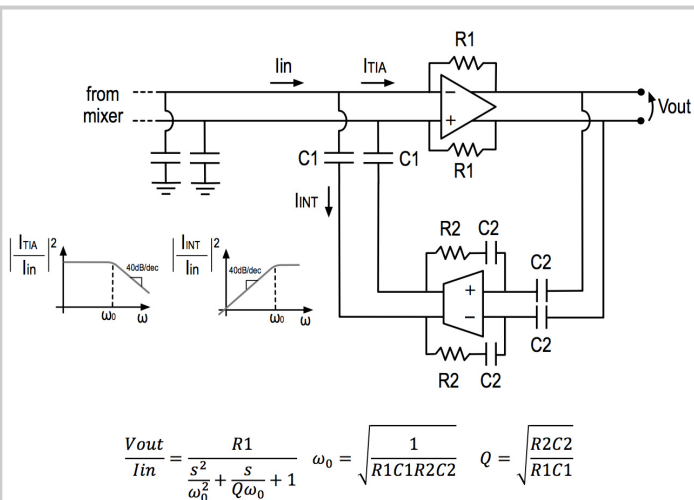 R1
Iin
ITIA
from
mixer
−
+
Vout
R1
C1
C1
IINT
R2
C2
C2
+
−
C2
R2
C2
|ITIA/Iin|²
40dB/dec
ω0
ω
|IINT/Iin|²
40dB/dec
ω0
ω
Vout/Iin = R1/(s²/ω0² + s/(Qω0) + 1)
ω0 = √(1/(R1C1R2C2))
Q = √(R2C2/(R1C1))